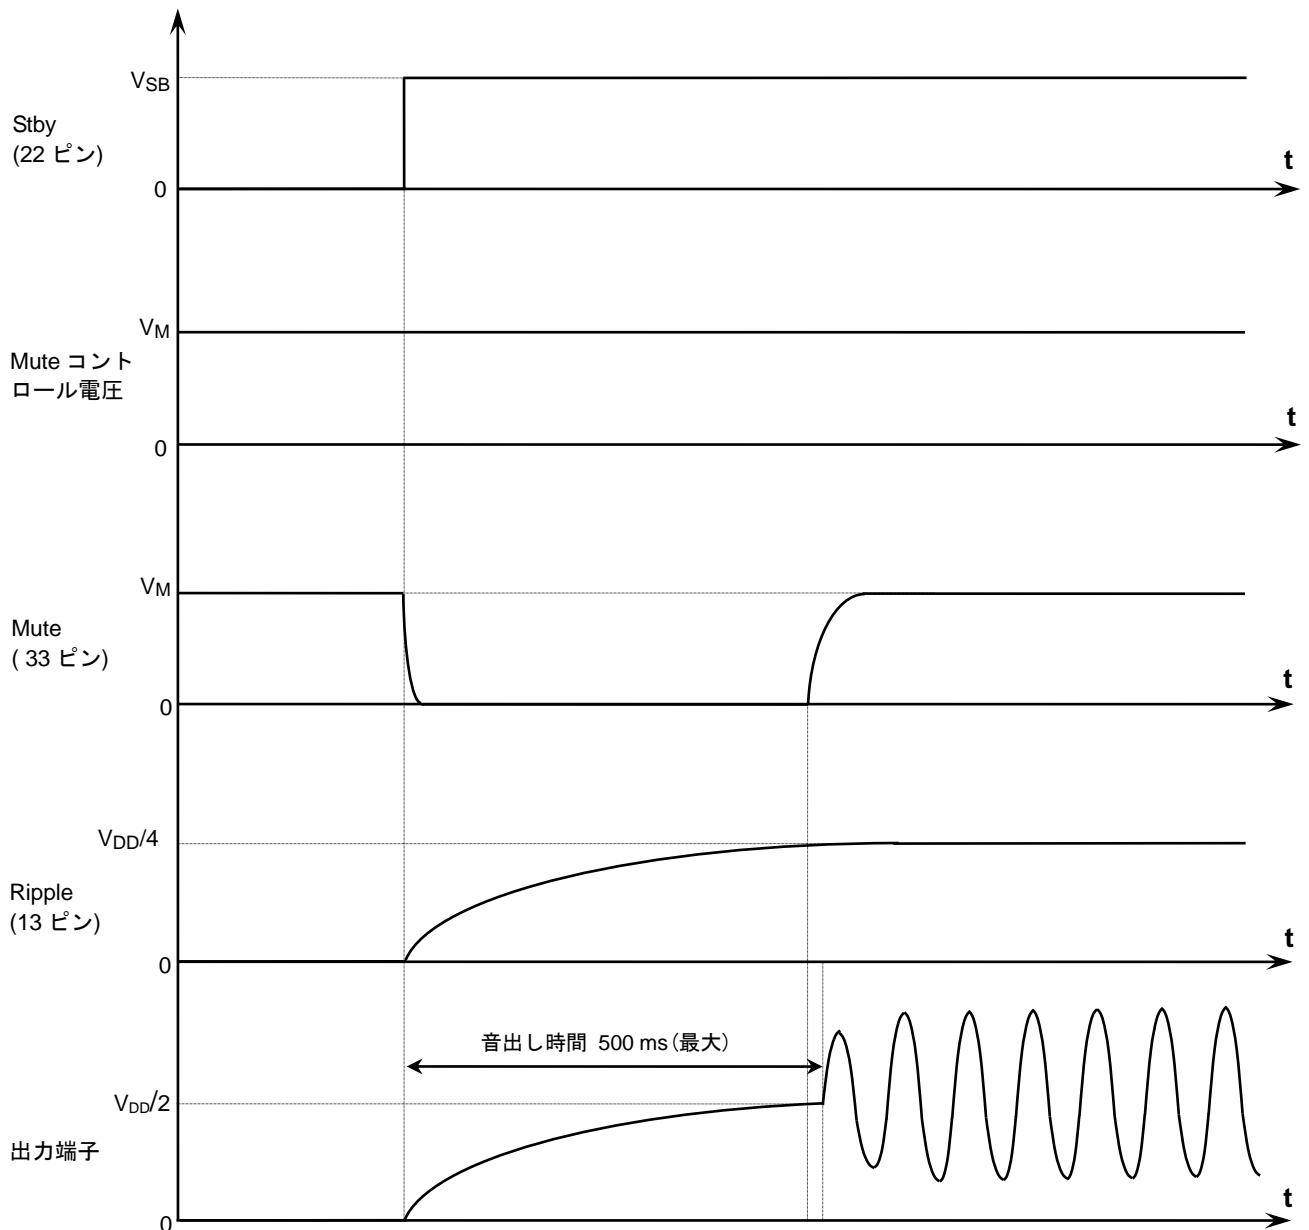 VSB
Stby
(22 ピン)
t
0
VM
Mute コント
ロール電圧
t
0
VM
Mute
( 33 ピン)
t
0
VDD/4
Ripple
(13 ピン)
t
0
音出し時間 500 ms (最大)
VDD/2
出力端子
t
0